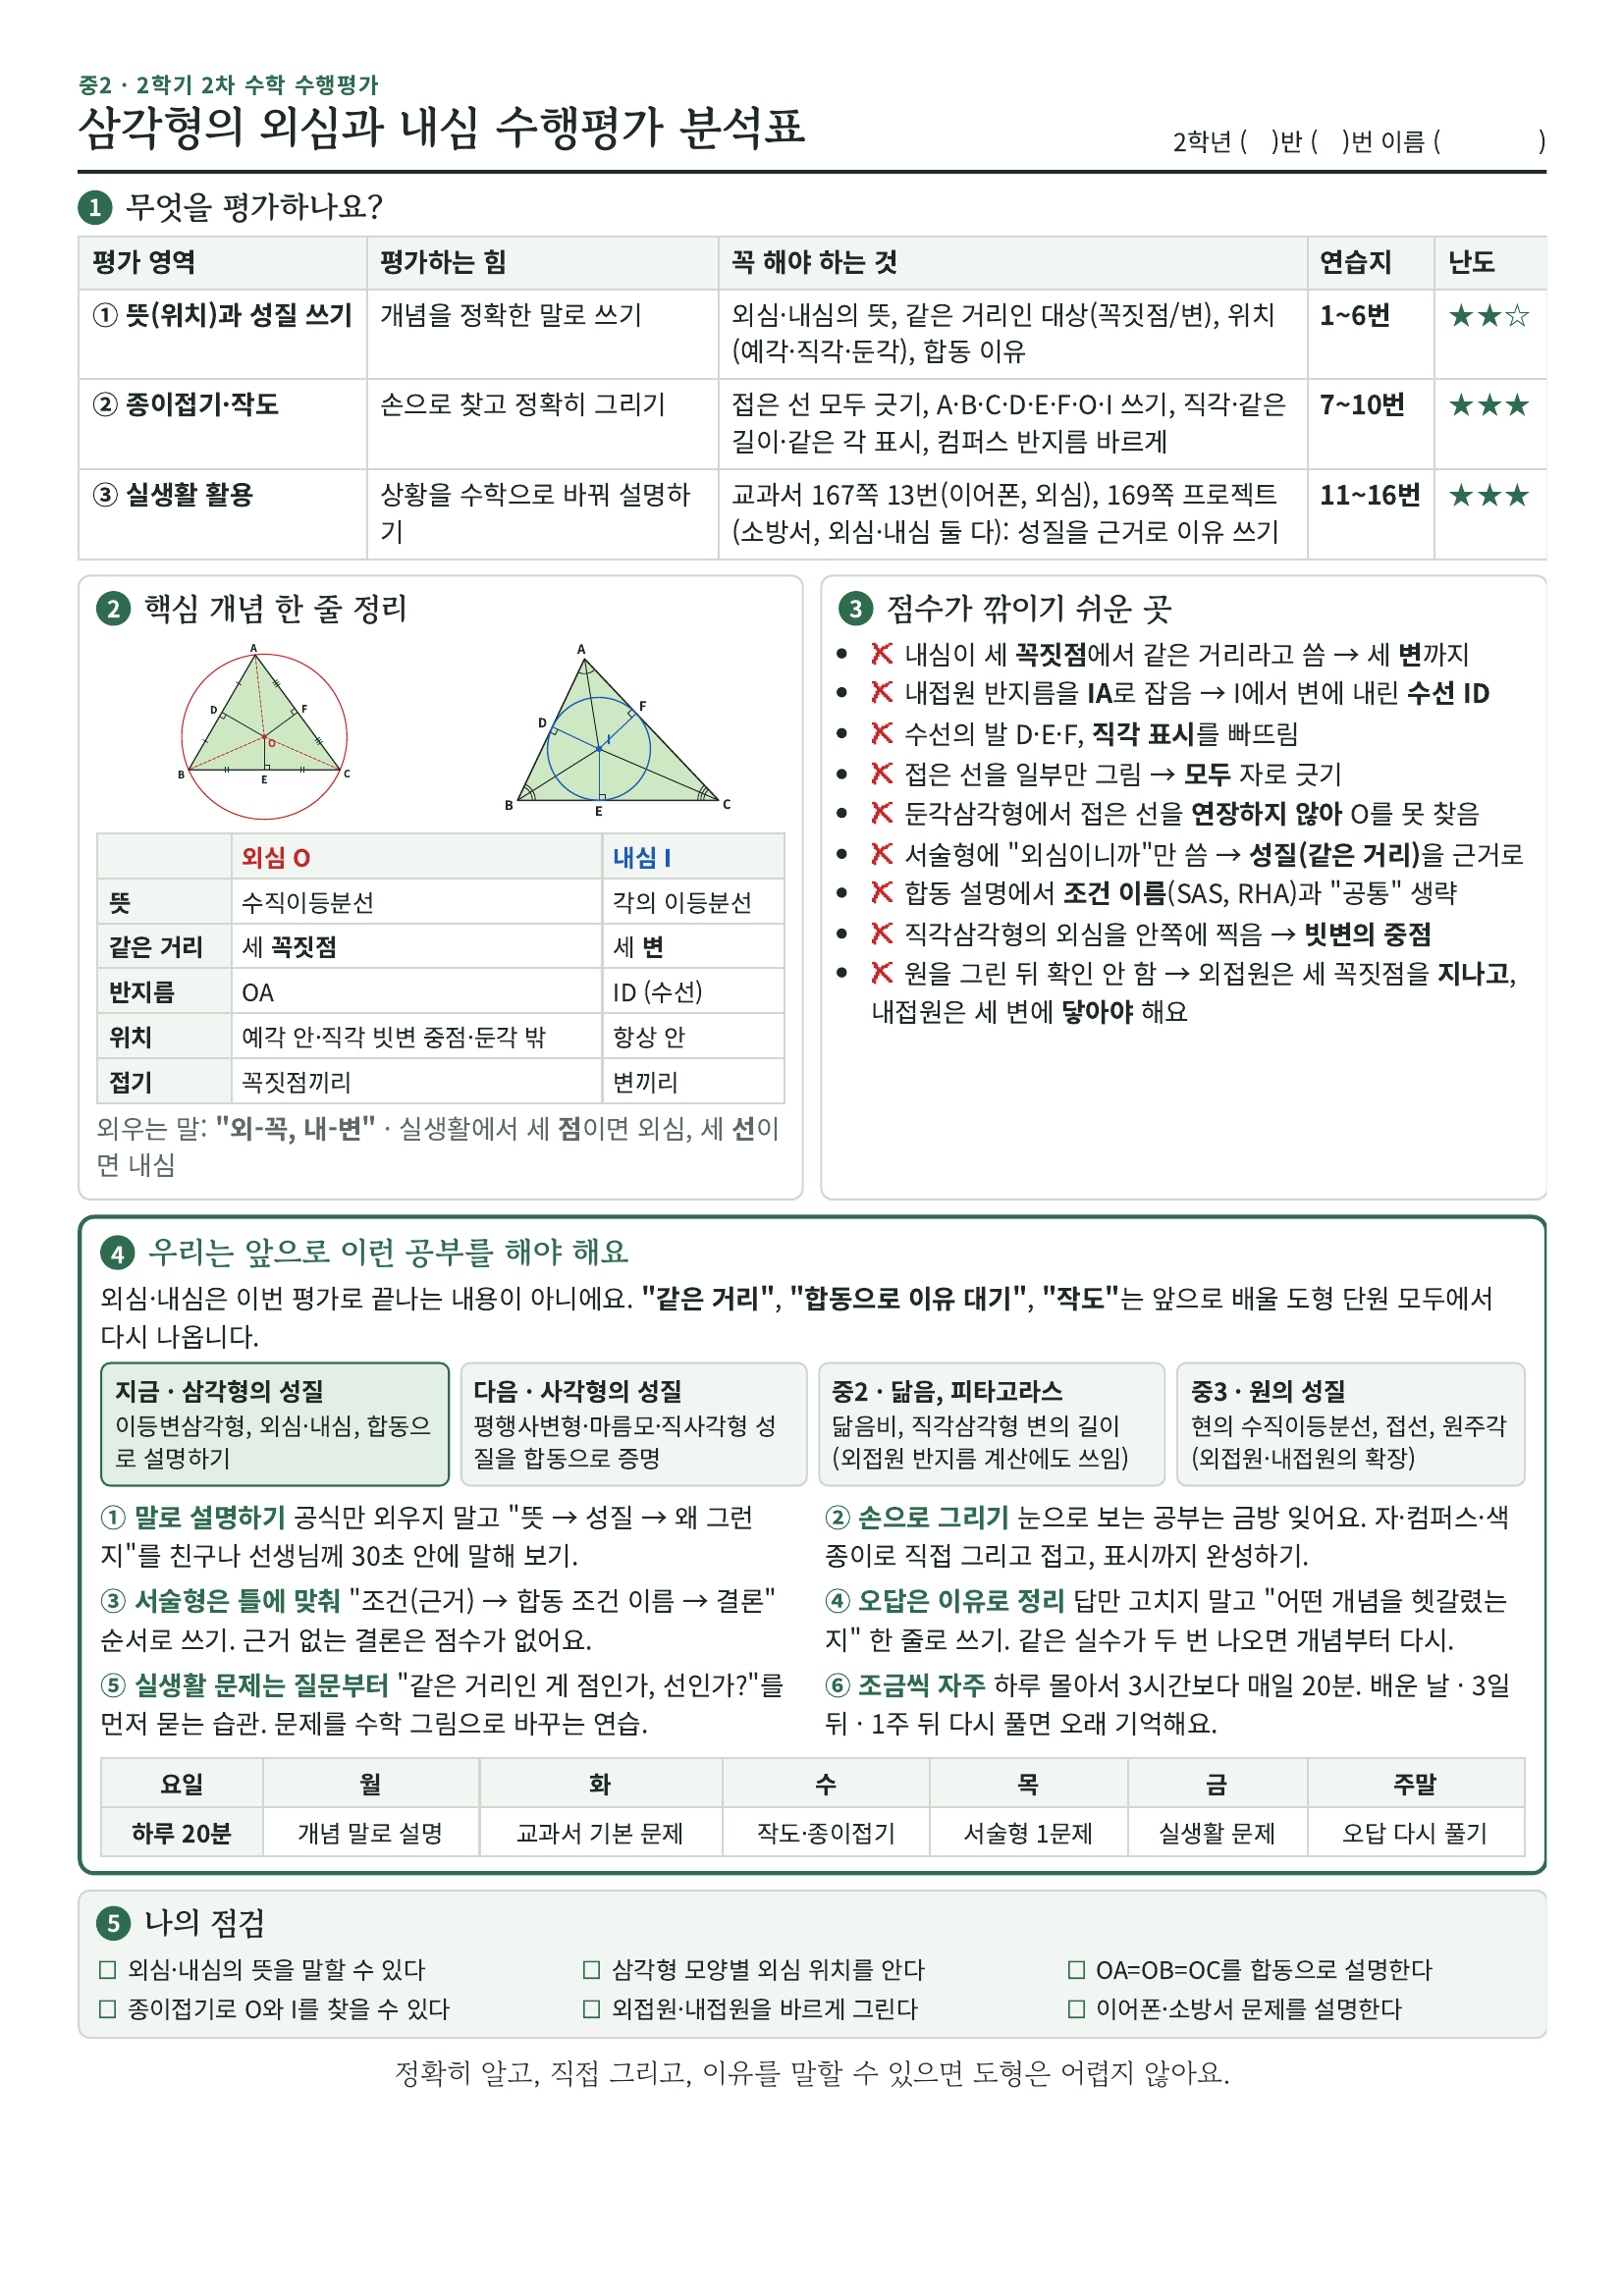 중2 · 2학기 2차 수학 수행평가
삼각형의 외심과 내심 수행평가 분석표
2학년 ( )반 ( )번 이름 ( )
1 무엇을 평가하나요?
평가 영역 평가하는 힘 꼭 해야 하는 것 연습지 난도
① 뜻(위치)과 성질 쓰기 개념을 정확한 말로 쓰기 외심·내심의 뜻, 같은 거리인 대상(꼭짓점/변), 위치 1~6번 ★★☆
(예각·직각·둔각), 합동 이유
② 종이접기·작도 손으로 찾고 정확히 그리기 접은 선 모두 긋기, A·B·C·D·E·F·O·I 쓰기, 직각·같은 7~10번 ★★★
길이·같은 각 표시, 컴퍼스 반지름 바르게
③ 실생활 활용 상황을 수학으로 바꿔 설명하 교과서 167쪽 13번(이어폰, 외심), 169쪽 프로젝트 11~16번 ★★★
기 (소방서, 외심·내심 둘 다): 성질을 근거로 이유 쓰기
2 핵심 개념 한 줄 정리
A
D F
O
B E C
A
D F
I
B E C
외심 O 내심 I
뜻 수직이등분선 각의 이등분선
같은 거리 세 꼭짓점 세 변
반지름 OA ID (수선)
위치 예각 안·직각 빗변 중점·둔각 밖 항상 안
접기 꼭짓점끼리 변끼리
외우는 말: "외-꼭, 내-변" · 실생활에서 세 점이면 외심, 세 선이
면 내심
3 점수가 깎이기 쉬운 곳
• ✗ 내심이 세 꼭짓점에서 같은 거리라고 씀 → 세 변까지
• ✗ 내접원 반지름을 IA로 잡음 → I에서 변에 내린 수선 ID
• ✗ 수선의 발 D·E·F, 직각 표시를 빠뜨림
• ✗ 접은 선을 일부만 그림 → 모두 자로 긋기
• ✗ 둔각삼각형에서 접은 선을 연장하지 않아 O를 못 찾음
• ✗ 서술형에 "외심이니까"만 씀 → 성질(같은 거리)을 근거로
• ✗ 합동 설명에서 조건 이름(SAS, RHA)과 "공통" 생략
• ✗ 직각삼각형의 외심을 안쪽에 찍음 → 빗변의 중점
• ✗ 원을 그린 뒤 확인 안 함 → 외접원은 세 꼭짓점을 지나고,
내접원은 세 변에 닿아야 해요
4 우리는 앞으로 이런 공부를 해야 해요
외심·내심은 이번 평가로 끝나는 내용이 아니에요. "같은 거리", "합동으로 이유 대기", "작도"는 앞으로 배울 도형 단원 모두에서
다시 나옵니다.
지금 · 삼각형의 성질
이등변삼각형, 외심·내심, 합동으
로 설명하기
다음 · 사각형의 성질
평행사변형·마름모·직사각형 성
질을 합동으로 증명
중2 · 닮음, 피타고라스
닮음비, 직각삼각형 변의 길이
(외접원 반지름 계산에도 쓰임)
중3 · 원의 성질
현의 수직이등분선, 접선, 원주각
(외접원·내접원의 확장)
① 말로 설명하기 공식만 외우지 말고 "뜻 → 성질 → 왜 그런
지"를 친구나 선생님께 30초 안에 말해 보기.
② 손으로 그리기 눈으로 보는 공부는 금방 잊어요. 자·컴퍼스·색
종이로 직접 그리고 접고, 표시까지 완성하기.
③ 서술형은 틀에 맞춰 "조건(근거) → 합동 조건 이름 → 결론"
순서로 쓰기. 근거 없는 결론은 점수가 없어요.
④ 오답은 이유로 정리 답만 고치지 말고 "어떤 개념을 헷갈렸는
지" 한 줄로 쓰기. 같은 실수가 두 번 나오면 개념부터 다시.
⑤ 실생활 문제는 질문부터 "같은 거리인 게 점인가, 선인가?"를
먼저 묻는 습관. 문제를 수학 그림으로 바꾸는 연습.
⑥ 조금씩 자주 하루 몰아서 3시간보다 매일 20분. 배운 날 · 3일
뒤 · 1주 뒤 다시 풀면 오래 기억해요.
요일 월 화 수 목 금 주말
하루 20분 개념 말로 설명 교과서 기본 문제 작도·종이접기 서술형 1문제 실생활 문제 오답 다시 풀기
5 나의 점검
☐ 외심·내심의 뜻을 말할 수 있다 ☐ 삼각형 모양별 외심 위치를 안다 ☐ OA=OB=OC를 합동으로 설명한다
☐ 종이접기로 O와 I를 찾을 수 있다 ☐ 외접원·내접원을 바르게 그린다 ☐ 이어폰·소방서 문제를 설명한다
정확히 알고, 직접 그리고, 이유를 말할 수 있으면 도형은 어렵지 않아요.